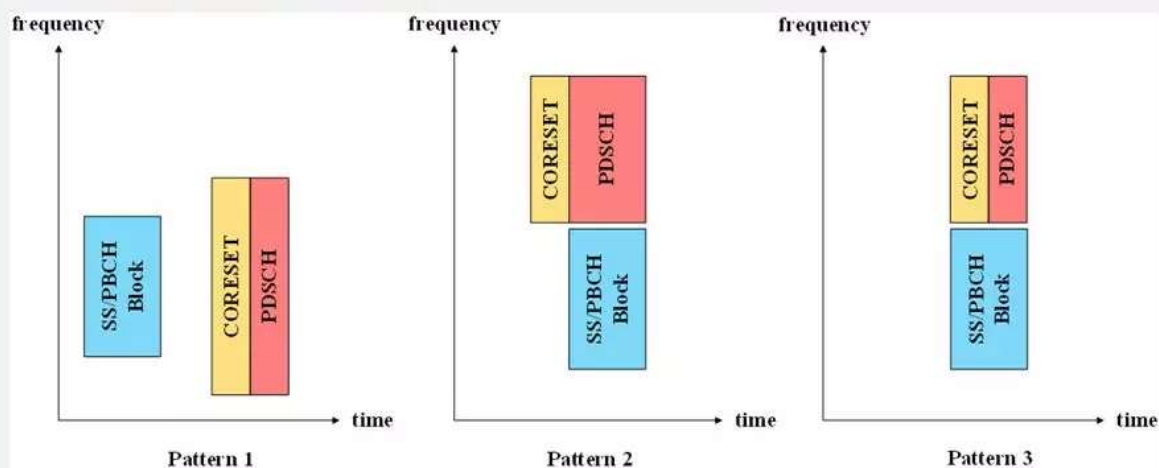 frequency
SS/PBCH
Block
CORESET
PDSCH
time
Pattern 1
frequency
CORESET
PDSCH
SS/PBCH
Block
time
Pattern 2
frequency
CORESET
PDSCH
SS/PBCH
Block
time
Pattern 3